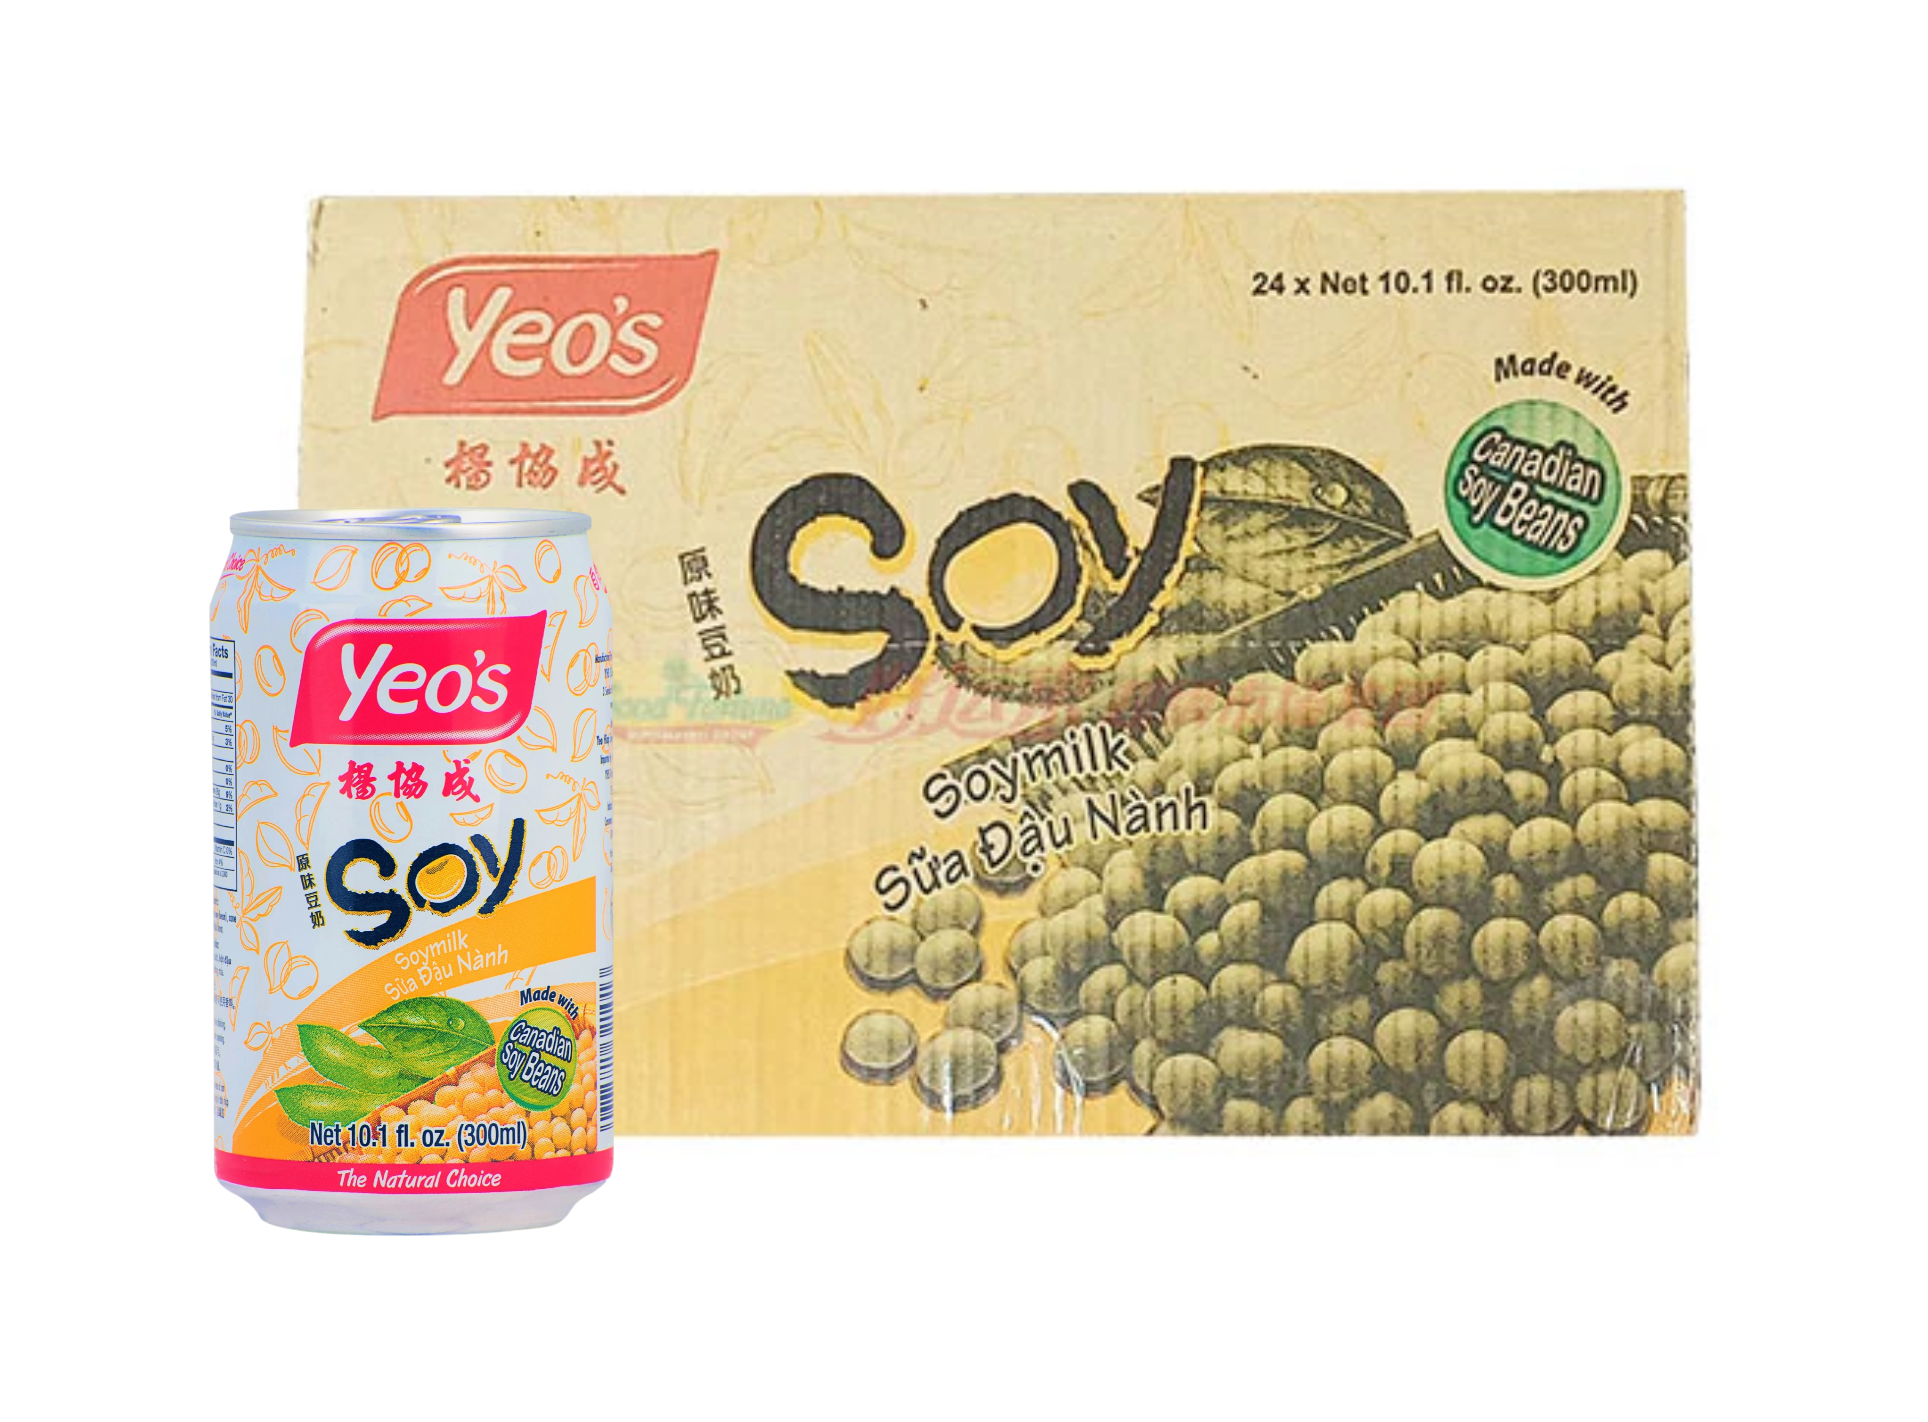 Yeo's
楊協成
24 x Net 10.1 fl. oz. (300ml)
Made with
Canadian
Soy Beans
原味豆奶
Soy
Soymilk
Sữa Đậu Nành
Choice
Facts
Yeo's
楊協成
原味豆奶
Soy
Soymilk
Sữa Đậu Nành
Made with
Canadian
Soy Beans
Net 10.1 fl. oz. (300ml)
The Natural Choice